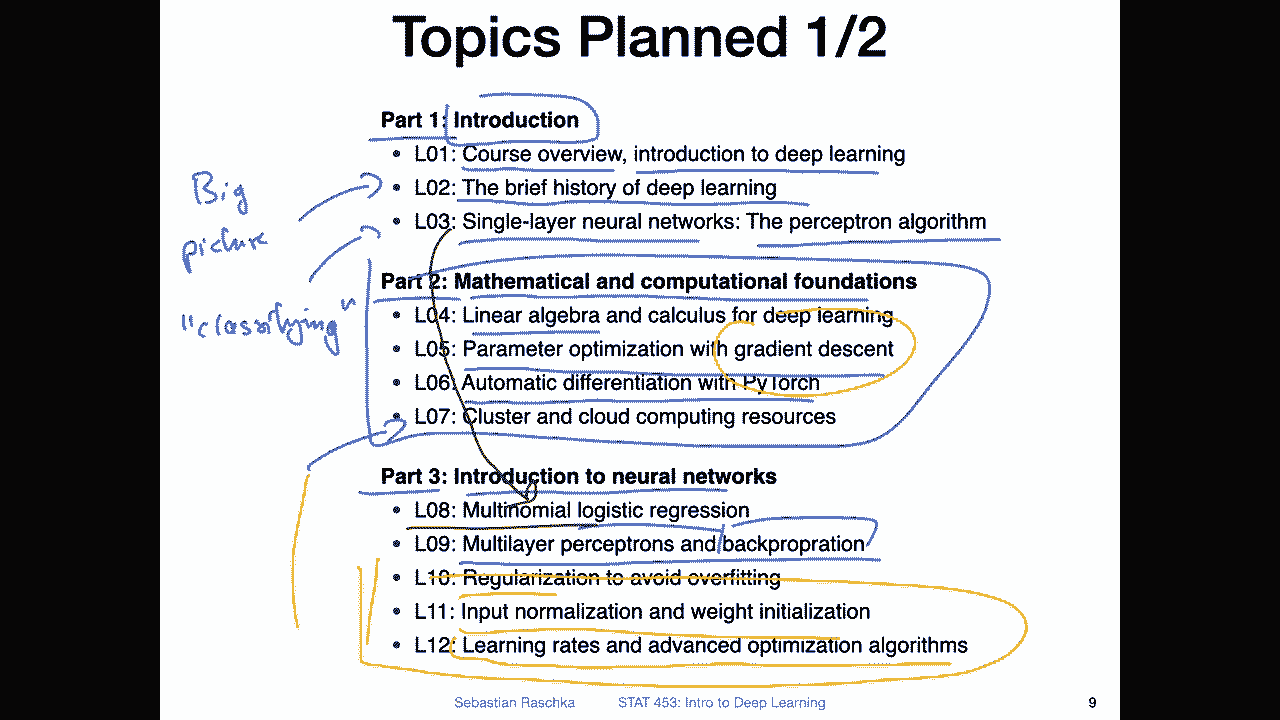 Topics Planned 1/2
Part 1: Introduction
• L01: Course overview, introduction to deep learning
• L02: The brief history of deep learning
• L03: Single-layer neural networks: The perceptron algorithm
Big
picture
"classifying"
Part 2: Mathematical and computational foundations
• L04: Linear algebra and calculus for deep learning
• L05: Parameter optimization with gradient descent
• L06: Automatic differentiation with PyTorch
• L07: Cluster and cloud computing resources
Part 3: Introduction to neural networks
• L08: Multinomial logistic regression
• L09: Multilayer perceptrons and backpropration
• L10: Regularization to avoid overfitting
• L11: Input normalization and weight initialization
• L12: Learning rates and advanced optimization algorithms
Sebastian Raschka STAT 453: Intro to Deep Learning 9